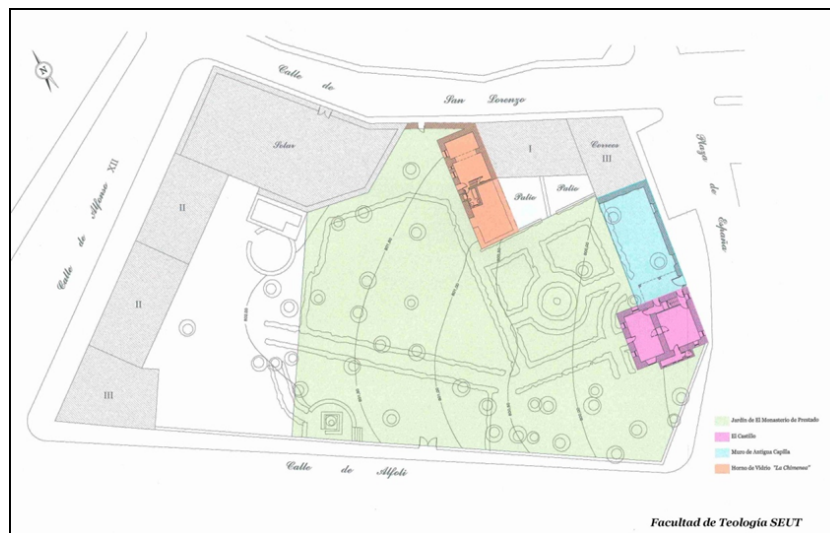 N
Calle de San Lorenzo
Calle de Alfonso XII
Solar
I
Correos
III
Plaza de España
Patio
Patio
II
II
III
Calle de Alfolí
Jardín de El Monasterio de Prestado
El Castillo
Muro de Antigua Capilla
Horno de Vidrio "La Chimenea"
Facultad de Teología SEUT